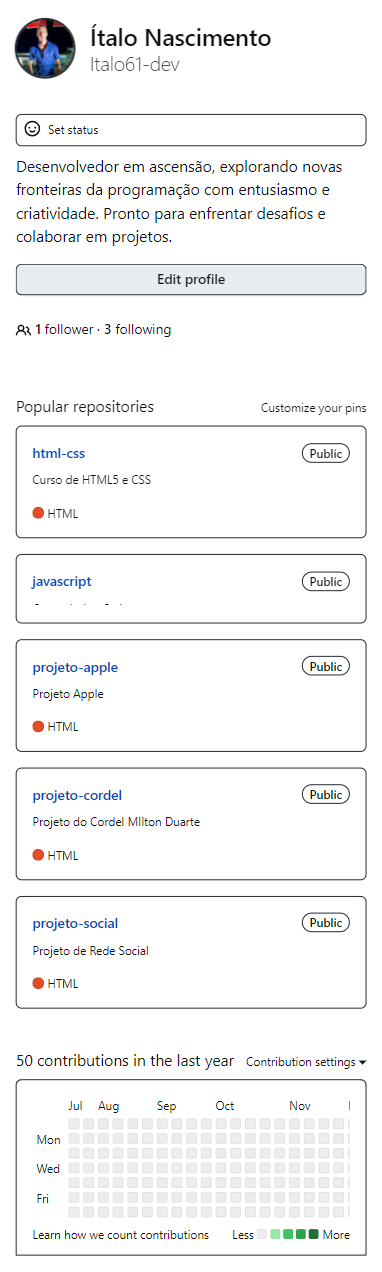 Ítalo Nascimento
Italo61-dev
Set status
Desenvolvedor em ascensão, explorando novas
fronteiras da programação com entusiasmo e
criatividade. Pronto para enfrentar desafios e
colaborar em projetos.
Edit profile
1 follower · 3 following
Popular repositories
Customize your pins
html-css
Public
Curso de HTML5 e CSS
HTML
javascript
Public
projeto-apple
Public
Projeto Apple
HTML
projeto-cordel
Public
Projeto do Cordel MIlton Duarte
HTML
projeto-social
Public
Projeto de Rede Social
HTML
50 contributions in the last year
Contribution settings
Jul Aug Sep Oct Nov
Mon
Wed
Fri
Learn how we count contributions
Less
More